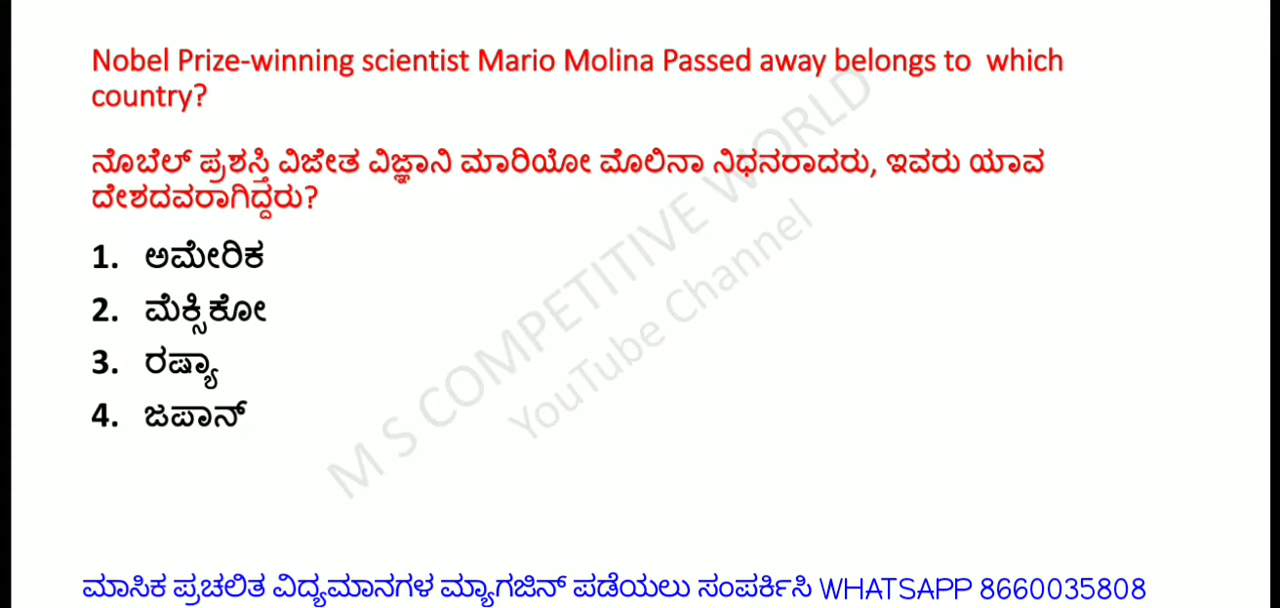 Nobel Prize-winning scientist Mario Molina Passed away belongs to which
country?
ನೊಬೆಲ್ ಪ್ರಶಸ್ತಿ ವಿಜೇತ ವಿಜ್ಞಾನಿ ಮಾರಿಯೋ ಮೊಲಿನಾ ನಿಧನರಾದರು, ಇವರು ಯಾವ
ದೇಶದವರಾಗಿದ್ದರು?
1. ಅಮೇರಿಕ
2. ಮೆಕ್ಸಿಕೋ
3. ರಷ್ಯಾ
4. ಜಪಾನ್
M S COMPETITIVE WORLD
YouTube Channel
ಮಾಸಿಕ ಪ್ರಚಲಿತ ವಿದ್ಯಮಾನಗಳ ಮ್ಯಾಗಜಿನ್ ಪಡೆಯಲು ಸಂಪರ್ಕಿಸಿ WHATSAPP 8660035808